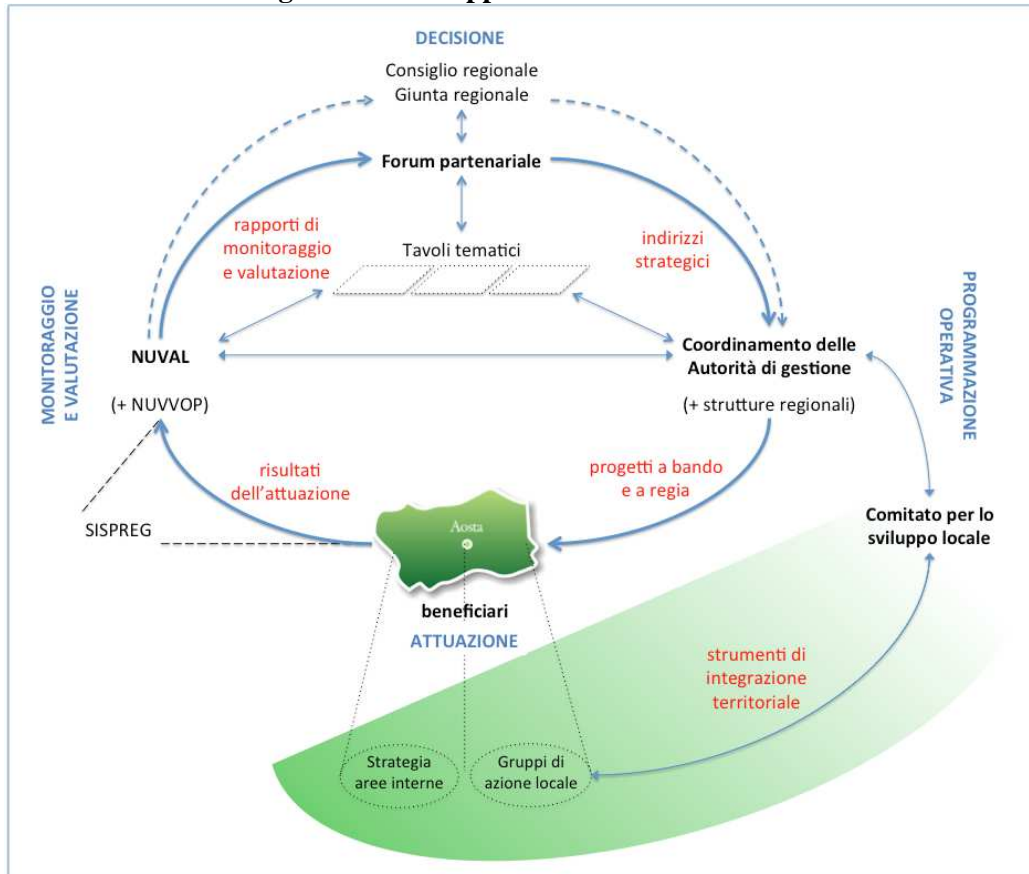 DECISIONE
Consiglio regionale
Giunta regionale
Forum partenariale
rapporti di
monitoraggio
e valutazione
Tavoli tematici
indirizzi
strategici
MONITORAGGIO
E VALUTAZIONE
PROGRAMMAZIONE
OPERATIVA
NUVAL
(+ NUVVOP)
Coordinamento delle
Autorità di gestione
(+ strutture regionali)
risultati
dell'attuazione
progetti a bando
e a regia
SISPREG
Aosta
Comitato per lo
sviluppo locale
beneficiari
ATTUAZIONE
strumenti di
integrazione
territoriale
Strategia
aree interne
Gruppi di
azione locale